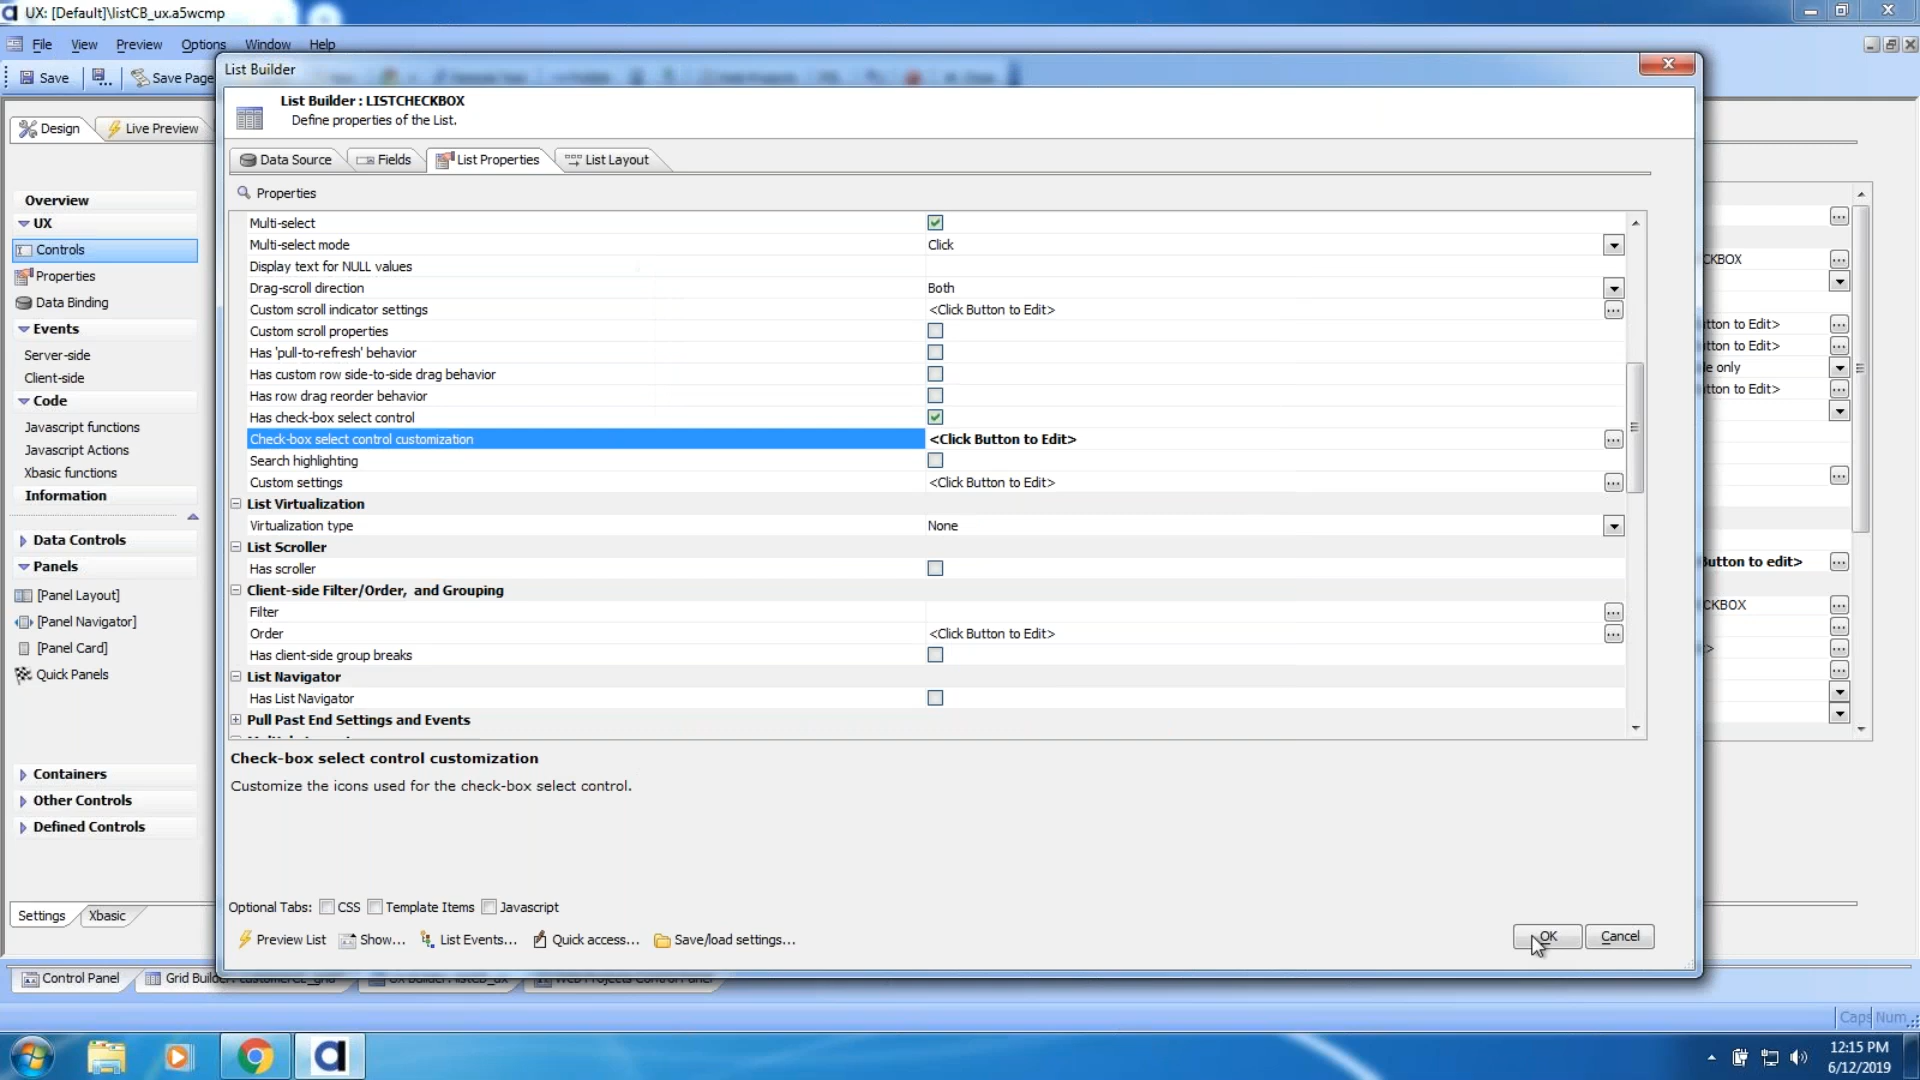 UX: [Default]\listCB_ux.a5wcmp
File View Preview Options Window Help
Save Save Page
List Builder
List Builder : LISTCHECKBOX
Define properties of the List.
Design Live Preview
Data Source Fields List Properties List Layout
Properties
Overview
UX
Controls
Properties
Data Binding
Events
Server-side
Client-side
Code
Javascript functions
Javascript Actions
Xbasic functions
Information
Data Controls
Panels
[Panel Layout]
[Panel Navigator]
[Panel Card]
Quick Panels
Containers
Other Controls
Defined Controls
Settings Xbasic
Multi-select
Multi-select mode Click
Display text for NULL values
Drag-scroll direction Both
Custom scroll indicator settings <Click Button to Edit>
Custom scroll properties
Has 'pull-to-refresh' behavior
Has custom row side-to-side drag behavior
Has row drag reorder behavior
Has check-box select control
Check-box select control customization <Click Button to Edit>
Search highlighting
Custom settings <Click Button to Edit>
List Virtualization
Virtualization type None
List Scroller
Has scroller
Client-side Filter/Order, and Grouping
Filter
Order <Click Button to Edit>
Has client-side group breaks
List Navigator
Has List Navigator
Pull Past End Settings and Events
Check-box select control customization
Customize the icons used for the check-box select control.
Optional Tabs: CSS Template Items Javascript
Preview List Show... List Events... Quick access... Save/load settings...
OK Cancel
CKBOX
tton to Edit>
tton to Edit>
e only
tton to Edit>
Button to edit>
CKBOX
>
Control Panel Grid Builder
Caps Num
12:15 PM
6/12/2019